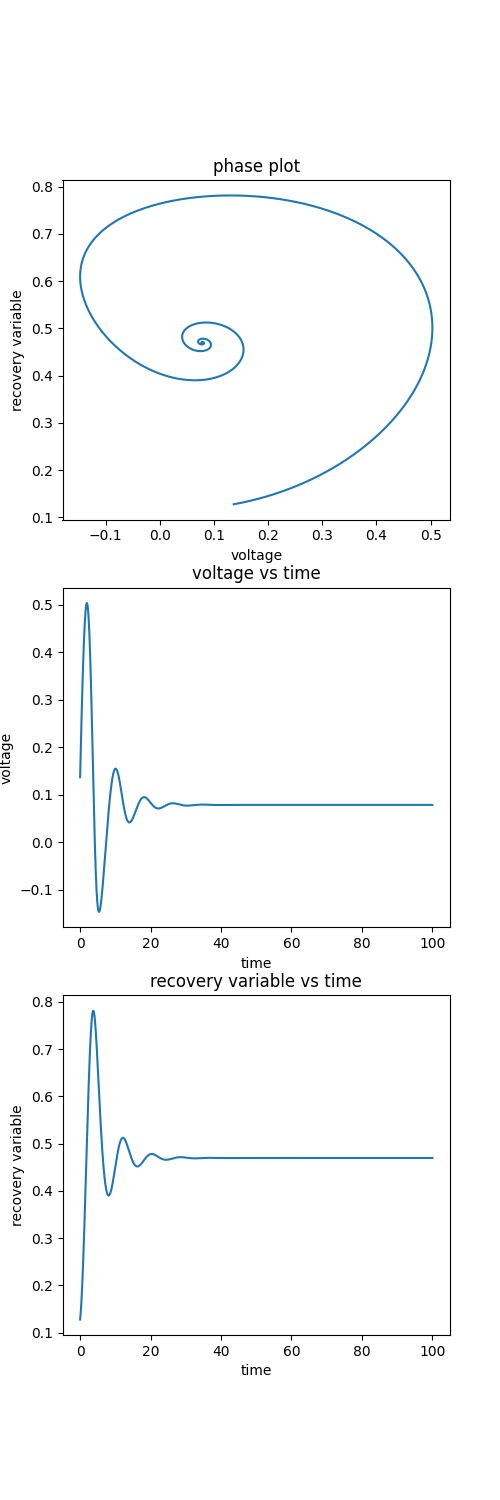 phase plot
0.8
0.7
0.6
0.5
0.4
0.3
0.2
0.1
recovery variable
−0.1 0.0 0.1 0.2 0.3 0.4 0.5
voltage
voltage vs time
0.5
0.4
0.3
0.2
0.1
0.0
−0.1
voltage
0 20 40 60 80 100
time
recovery variable vs time
0.8
0.7
0.6
0.5
0.4
0.3
0.2
0.1
recovery variable
0 20 40 60 80 100
time